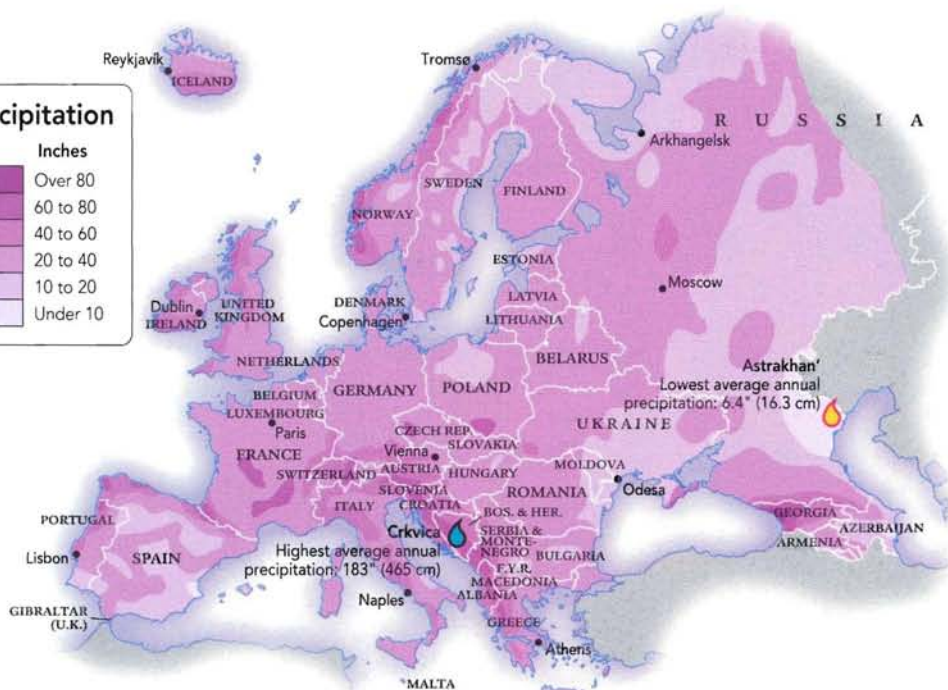 Reykjavík
ICELAND
Tromsø
RUSSIA
cipitation
Inches
Over 80
60 to 80
40 to 60
20 to 40
10 to 20
Under 10
Arkhangelsk
SWEDEN
FINLAND
NORWAY
ESTONIA
Moscow
LATVIA
LITHUANIA
Dublin
IRELAND
UNITED
KINGDOM
DENMARK
Copenhagen
BELARUS
NETHERLANDS
BELGIUM
GERMANY
POLAND
LUXEMBOURG
Paris
FRANCE
Astrakhan'
Lowest average annual
precipitation: 6.4" (16.3 cm)
UKRAINE
CZECH REP.
SLOVAKIA
Vienna
SWITZERLAND
AUSTRIA
HUNGARY
MOLDOVA
SLOVENIA
ROMANIA
Odesa
ITALY
CROATIA
BOS. & HER.
PORTUGAL
Crkvica
Highest average annual
precipitation: 183" (465 cm)
SERBIA &
MONTE-
NEGRO
BULGARIA
GEORGIA
AZERBAIJAN
ARMENIA
Lisbon
SPAIN
F.Y.R.
MACEDONIA
ALBANIA
Naples
GIBRALTAR
(U.K.)
GREECE
Athens
MALTA